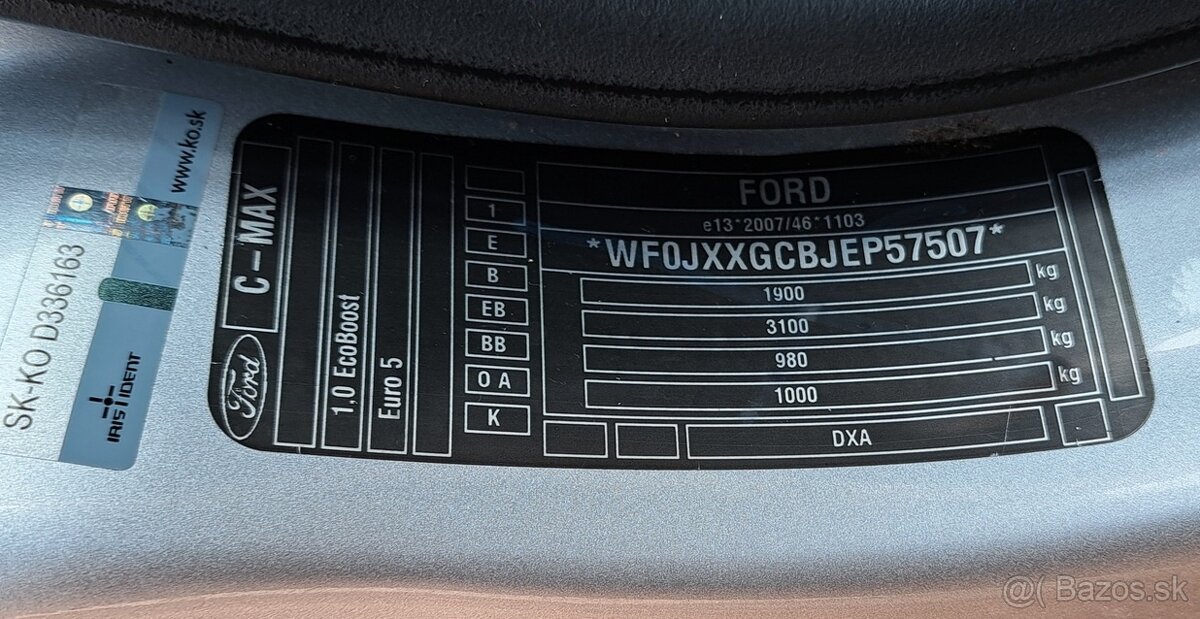 www.ko.sk
SK-KO D336163
IRIS IDENT
C-MAX
Ford
1,0 EcoBoost
Euro 5
1
E
B
EB
BB
O A
K
FORD
e13*2007/46*1103
*WF0JXXGCBJEP57507*
1900 kg
3100 kg
980 kg
1000 kg
DXA
@( Bazos.sk